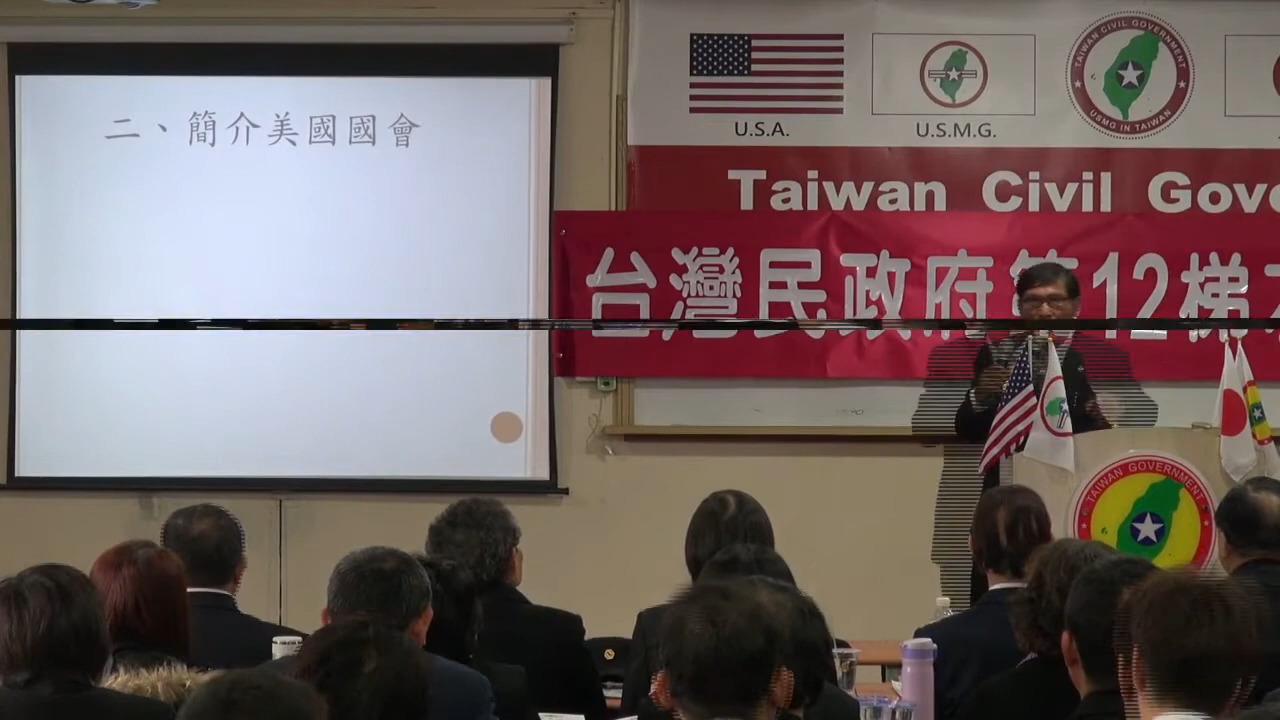 二、簡介美國國會
U.S.A.
U.S.M.G.
TAIWAN CIVIL GOVERNMENT
USMG IN TAIWAN
Taiwan Civil Gove
台灣民政府第12梯
TAIWAN GOVERNMENT